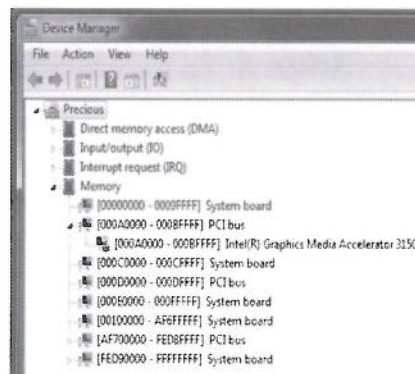 Device Manager
File Action View Help
Precious
Direct memory access (DMA)
Input/output (IO)
Interrupt request (IRQ)
Memory
[00000000 - 0009FFFF] System board
[000A0000 - 000BFFFF] PCI bus
[000A0000 - 000BFFFF] Intel(R) Graphics Media Accelerator 3150
[000C0000 - 000CFFFF] System board
[000D0000 - 000DFFFF] PCI bus
[000E0000 - 000FFFFF] System board
[00100000 - AF6FFFFF] System board
[AF700000 - FED8FFFF] PCI bus
[FED90000 - FFFFFFFF] System board